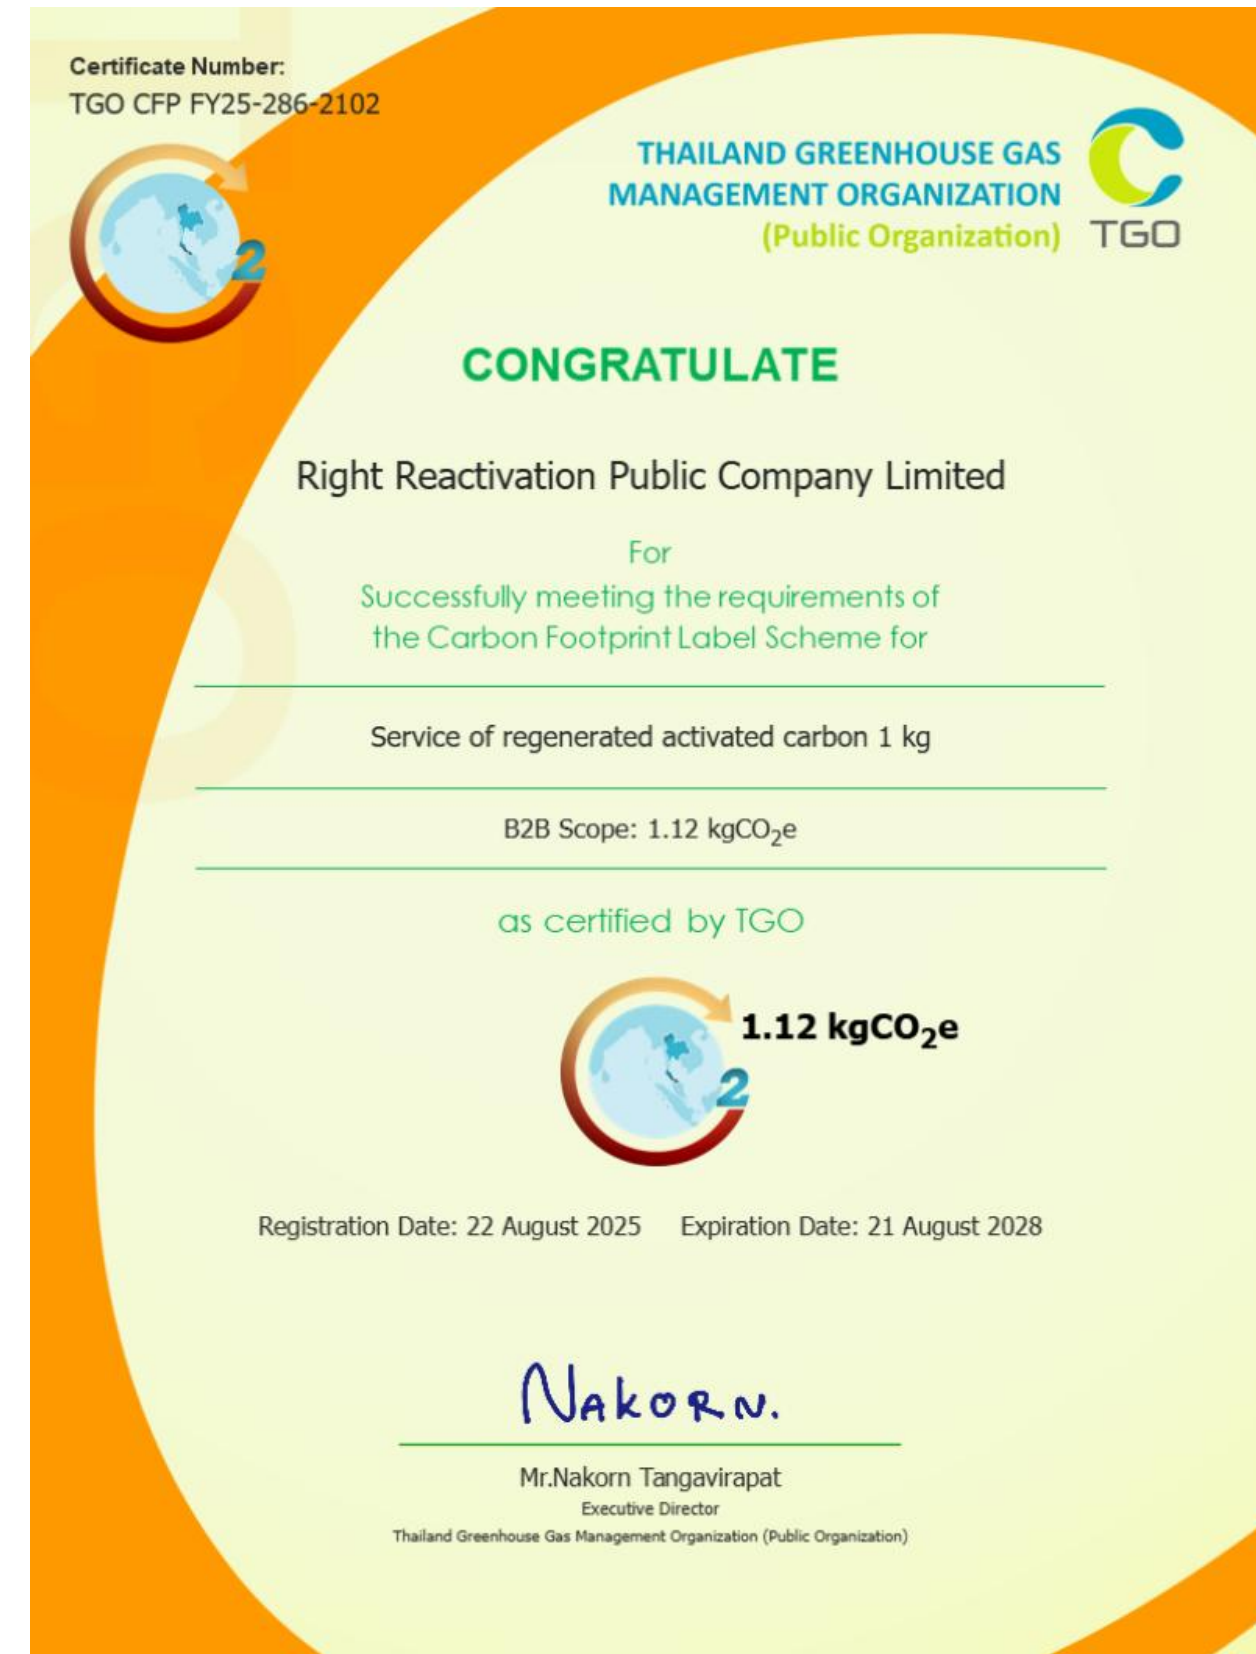 Certificate Number:
TGO CFP FY25-286-2102
THAILAND GREENHOUSE GAS
MANAGEMENT ORGANIZATION
(Public Organization)
TGO
2
CONGRATULATE
Right Reactivation Public Company Limited
For
Successfully meeting the requirements of
the Carbon Footprint Label Scheme for
Service of regenerated activated carbon 1 kg
B2B Scope: 1.12 kgCO₂e
as certified by TGO
1.12 kgCO₂e
2
Registration Date: 22 August 2025 Expiration Date: 21 August 2028
NAKORN.
Mr.Nakorn Tangavirapat
Executive Director
Thailand Greenhouse Gas Management Organization (Public Organization)